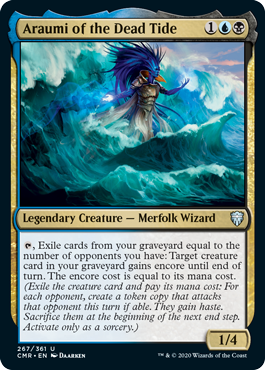 Araumi of the Dead Tide 1
Legendary Creature — Merfolk Wizard
, Exile cards from your graveyard equal to the
number of opponents you have: Target creature
card in your graveyard gains encore until end of
turn. The encore cost is equal to its mana cost.
(Exile the creature card and pay its mana cost: For
each opponent, create a token copy that attacks
that opponent this turn if able. They gain haste.
Sacrifice them at the beginning of the next end step.
Activate only as a sorcery.)
1/4
267/361 U
CMR • EN DAARKEN
™ & © 2020 Wizards of the Coast